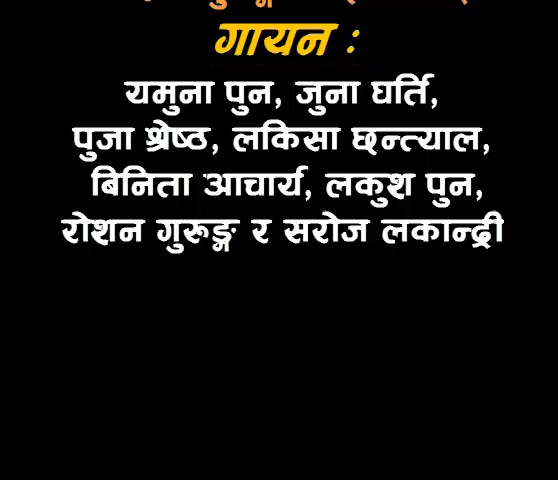 गायन :
यमुना पुन, जुना घर्ति,
पुजा श्रेष्ठ, लकिसा छन्त्याल,
बिनिता आचार्य, लकुश पुन,
रोशन गुरुङ्ग र सरोज लकान्द्री